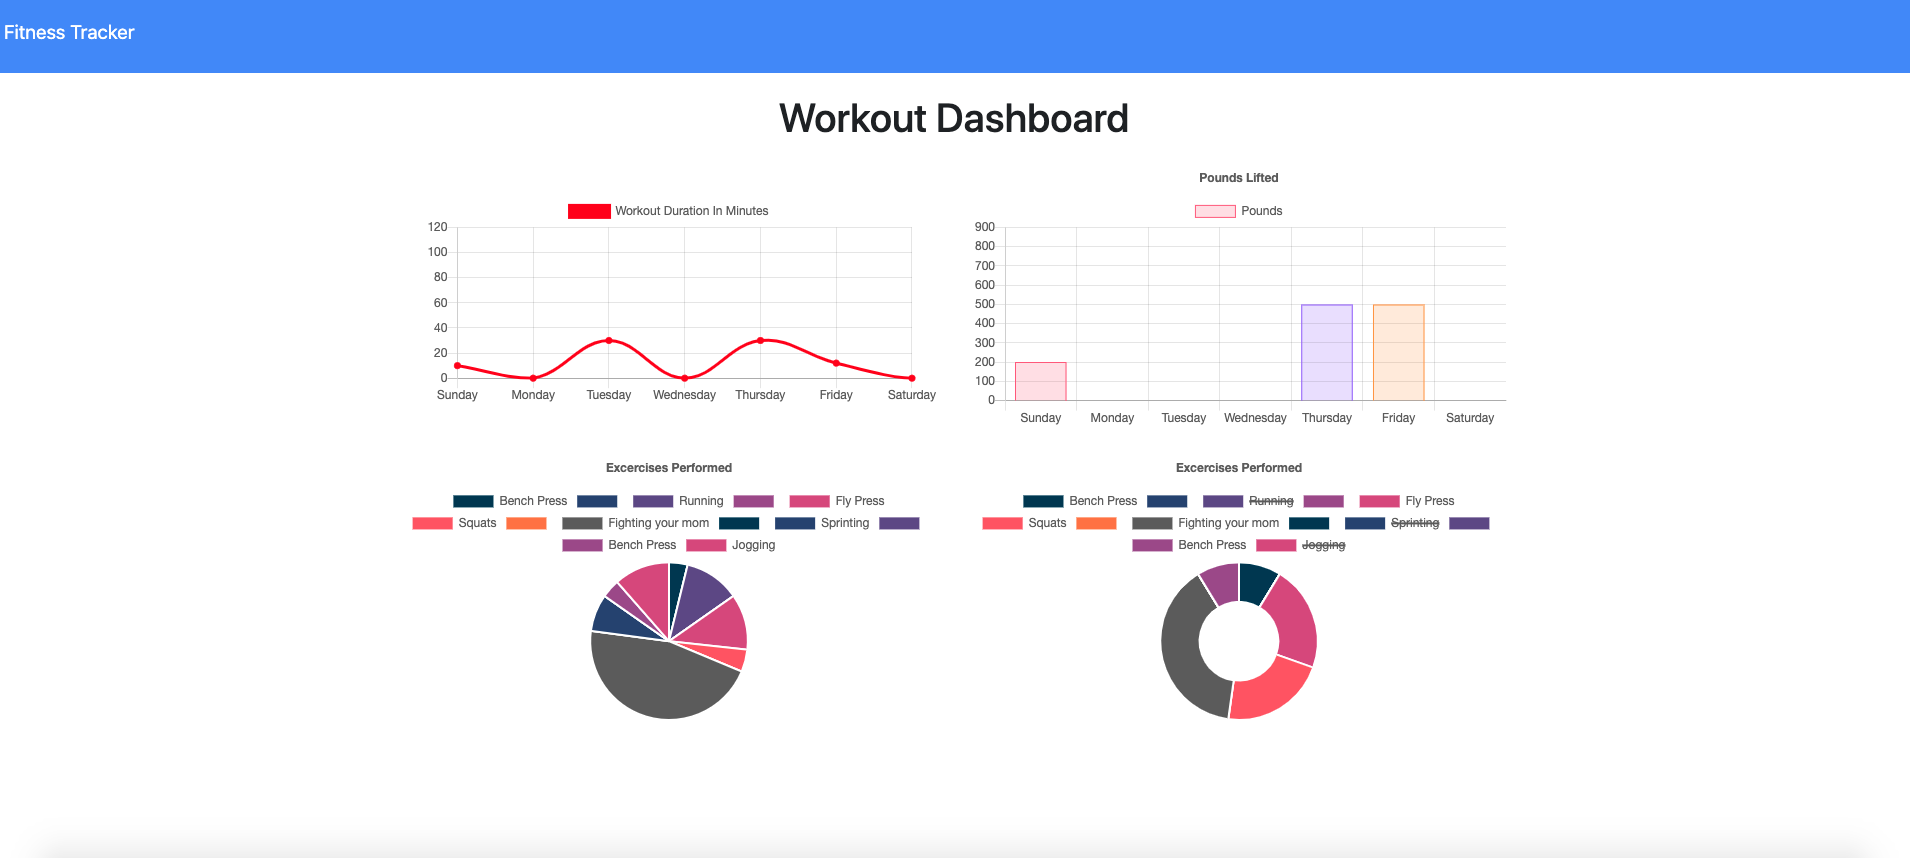 Fitness Tracker
Workout Dashboard
Workout Duration In Minutes
120
100
80
60
40
20
0
Sunday Monday Tuesday Wednesday Thursday Friday Saturday
Pounds Lifted
Pounds
900
800
700
600
500
400
300
200
100
0
Sunday Monday Tuesday Wednesday Thursday Friday Saturday
Excercises Performed
Bench Press Running Fly Press
Squats Fighting your mom Sprinting
Bench Press Jogging
Excercises Performed
Bench Press Running Fly Press
Squats Fighting your mom Sprinting
Bench Press Jogging